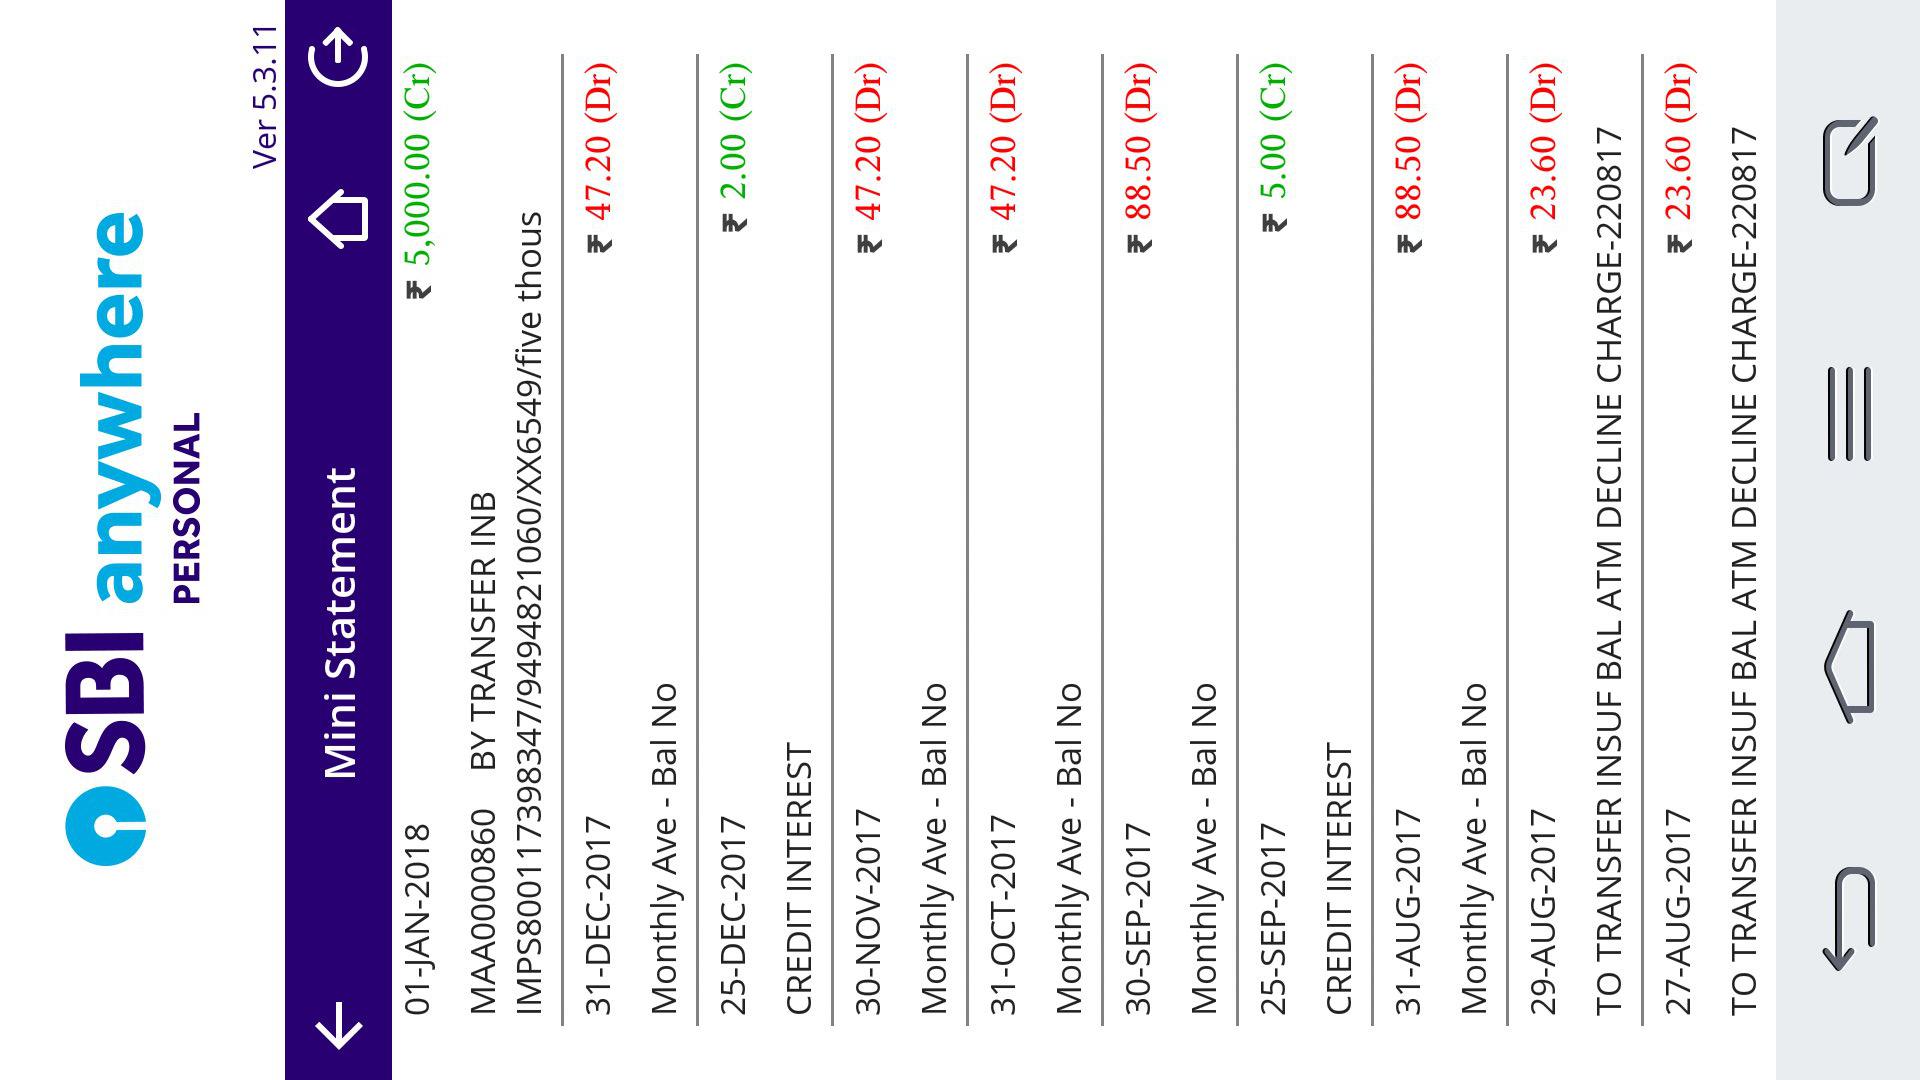 SBI anywhere
PERSONAL
Ver 5.3.11
Mini Statement
01-JAN-2018 ₹ 5,000.00 (Cr)
MAA0000860 BY TRANSFER INB
IMPS800117398347/9494821060/XX6549/five thous
31-DEC-2017 ₹ 47.20 (Dr)
Monthly Ave - Bal No
25-DEC-2017 ₹ 2.00 (Cr)
CREDIT INTEREST
30-NOV-2017 ₹ 47.20 (Dr)
Monthly Ave - Bal No
31-OCT-2017 ₹ 47.20 (Dr)
Monthly Ave - Bal No
30-SEP-2017 ₹ 88.50 (Dr)
Monthly Ave - Bal No
25-SEP-2017 ₹ 5.00 (Cr)
CREDIT INTEREST
31-AUG-2017 ₹ 88.50 (Dr)
Monthly Ave - Bal No
29-AUG-2017 ₹ 23.60 (Dr)
TO TRANSFER INSUF BAL ATM DECLINE CHARGE-220817
27-AUG-2017 ₹ 23.60 (Dr)
TO TRANSFER INSUF BAL ATM DECLINE CHARGE-220817